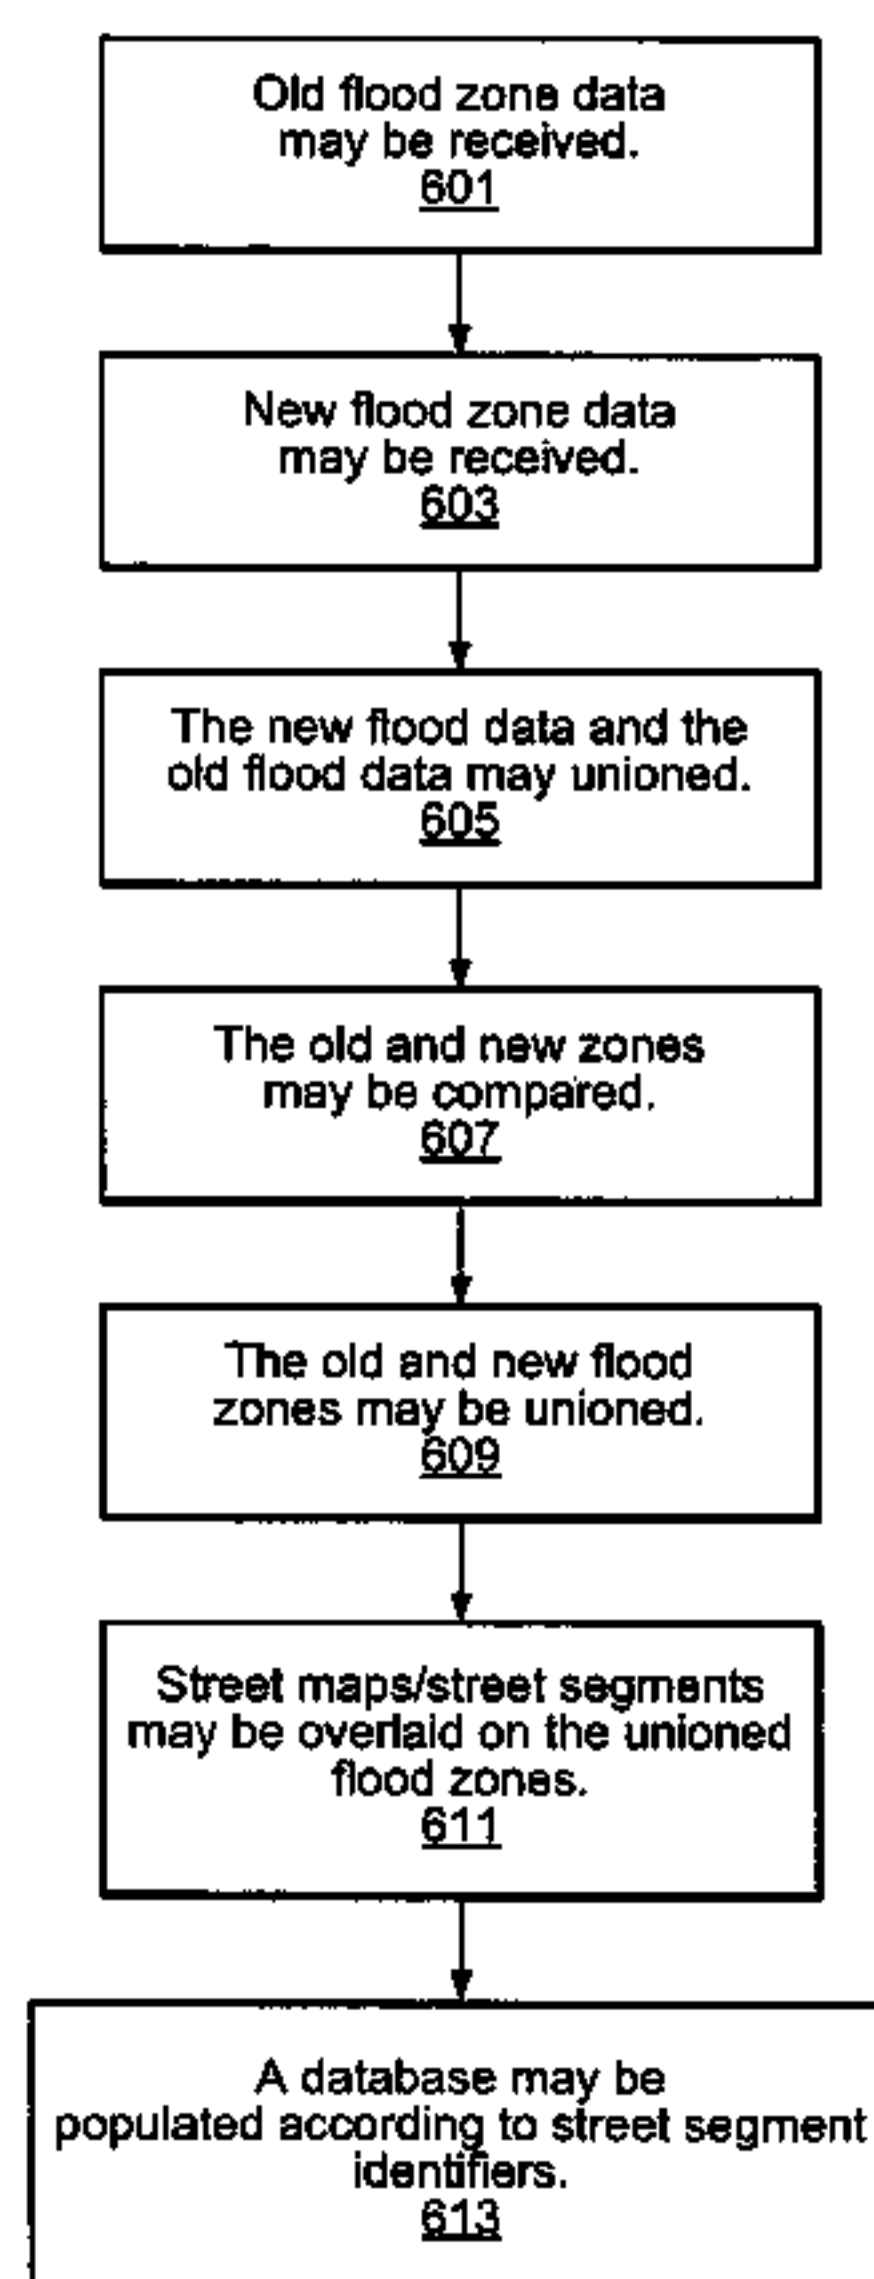 Old flood zone data
may be received.
601
New flood zone data
may be received.
603
The new flood data and the
old flood data may unioned.
605
The old and new zones
may be compared.
607
The old and new flood
zones may be unioned.
609
Street maps/street segments
may be overlaid on the unioned
flood zones.
611
A database may be
populated according to street segment
identifiers.
613